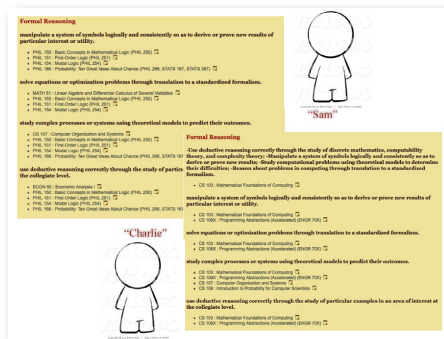 Formal Reasoning
manipulate a system of symbols logically and consistently so as to derive or prove new results of
particular interest or utility.
PHIL 150 : Basic Concepts in Mathematical Logic (PHIL 250)
PHIL 151 : First-Order Logic (PHIL 251)
PHIL 154 : Modal Logic (PHIL 254)
PHIL 166 : Probability: Ten Great Ideas About Chance (PHIL 266, STATS 167, STATS 267)
solve equations or optimization problems through translation to a standardized formalism.
MATH 51 : Linear Algebra and Differential Calculus of Several Variables
PHIL 150 : Basic Concepts in Mathematical Logic (PHIL 250)
PHIL 151 : First-Order Logic (PHIL 251)
PHIL 154 : Modal Logic (PHIL 254)
study complex processes or systems using theoretical models to predict their outcomes.
CS 107 : Computer Organization and Systems
PHIL 150 : Basic Concepts in Mathematical Logic (PHIL 250)
PHIL 151 : First-Order Logic (PHIL 251)
PHIL 154 : Modal Logic (PHIL 254)
PHIL 166 : Probability: Ten Great Ideas About Chance (PHIL 266, STATS 167
use deductive reasoning correctly through the study of
the collegiate level.
ECON 50 : Economic Analysis I
PHIL 150 : Basic Concepts in Mathematical Logic (PHIL 250)
PHIL 151 : First-Order Logic (PHIL 251)
PHIL 154 : Modal Logic (PHIL 254)
PHIL 166 : Probability: Ten Great Ideas About Chance (PHIL 266, STATS 167
"Sam"
Formal Reasoning
-Use deductive reasoning correctly through the study of discrete mathematics, computability
theory, and complexity theory; -Manipulate a system of symbols logically and consistently so as to
derive or prove new results; -Study computational problems using theoretical models to determine
their difficulties; -Reason about problems in computing through translation to a standardized
formalism.
CS 103 : Mathematical Foundations of Computing
manipulate a system of symbols logically and consistently so as to derive or prove new results of
particular interest or utility.
CS 103 : Mathematical Foundations of Computing
CS 106X : Programming Abstractions (Accelerated) (ENGR 70X)
solve equations or optimization problems through translation to a standardized formalism.
CS 103 : Mathematical Foundations of Computing
CS 106X : Programming Abstractions (Accelerated) (ENGR 70X)
study complex processes or systems using theoretical models to predict their outcomes.
CS 103 : Mathematical Foundations of Computing
CS 106X : Programming Abstractions (Accelerated) (ENGR 70X)
CS 107 : Computer Organization and Systems
CS 109 : Introduction to Probability for Computer Scientists
use deductive reasoning correctly through the study of particular examples in an area of interest at
the collegiate level.
CS 103 : Mathematical Foundations of Computing
CS 106X : Programming Abstractions (Accelerated) (ENGR 70X)
"Charlie"